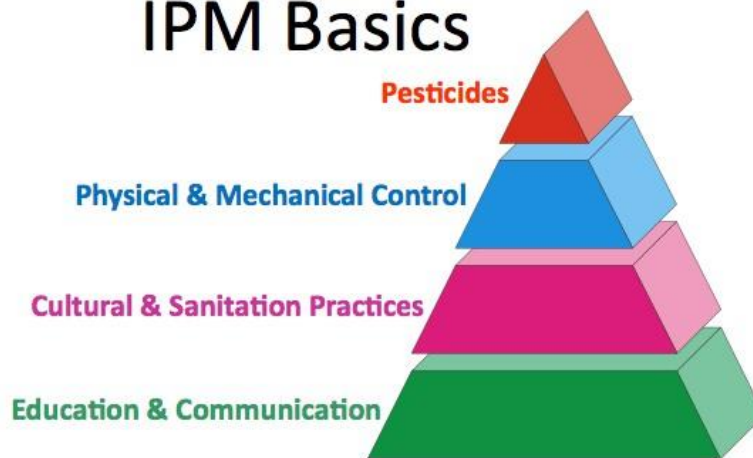 IPM Basics
Pesticides
Physical & Mechanical Control
Cultural & Sanitation Practices
Education & Communication